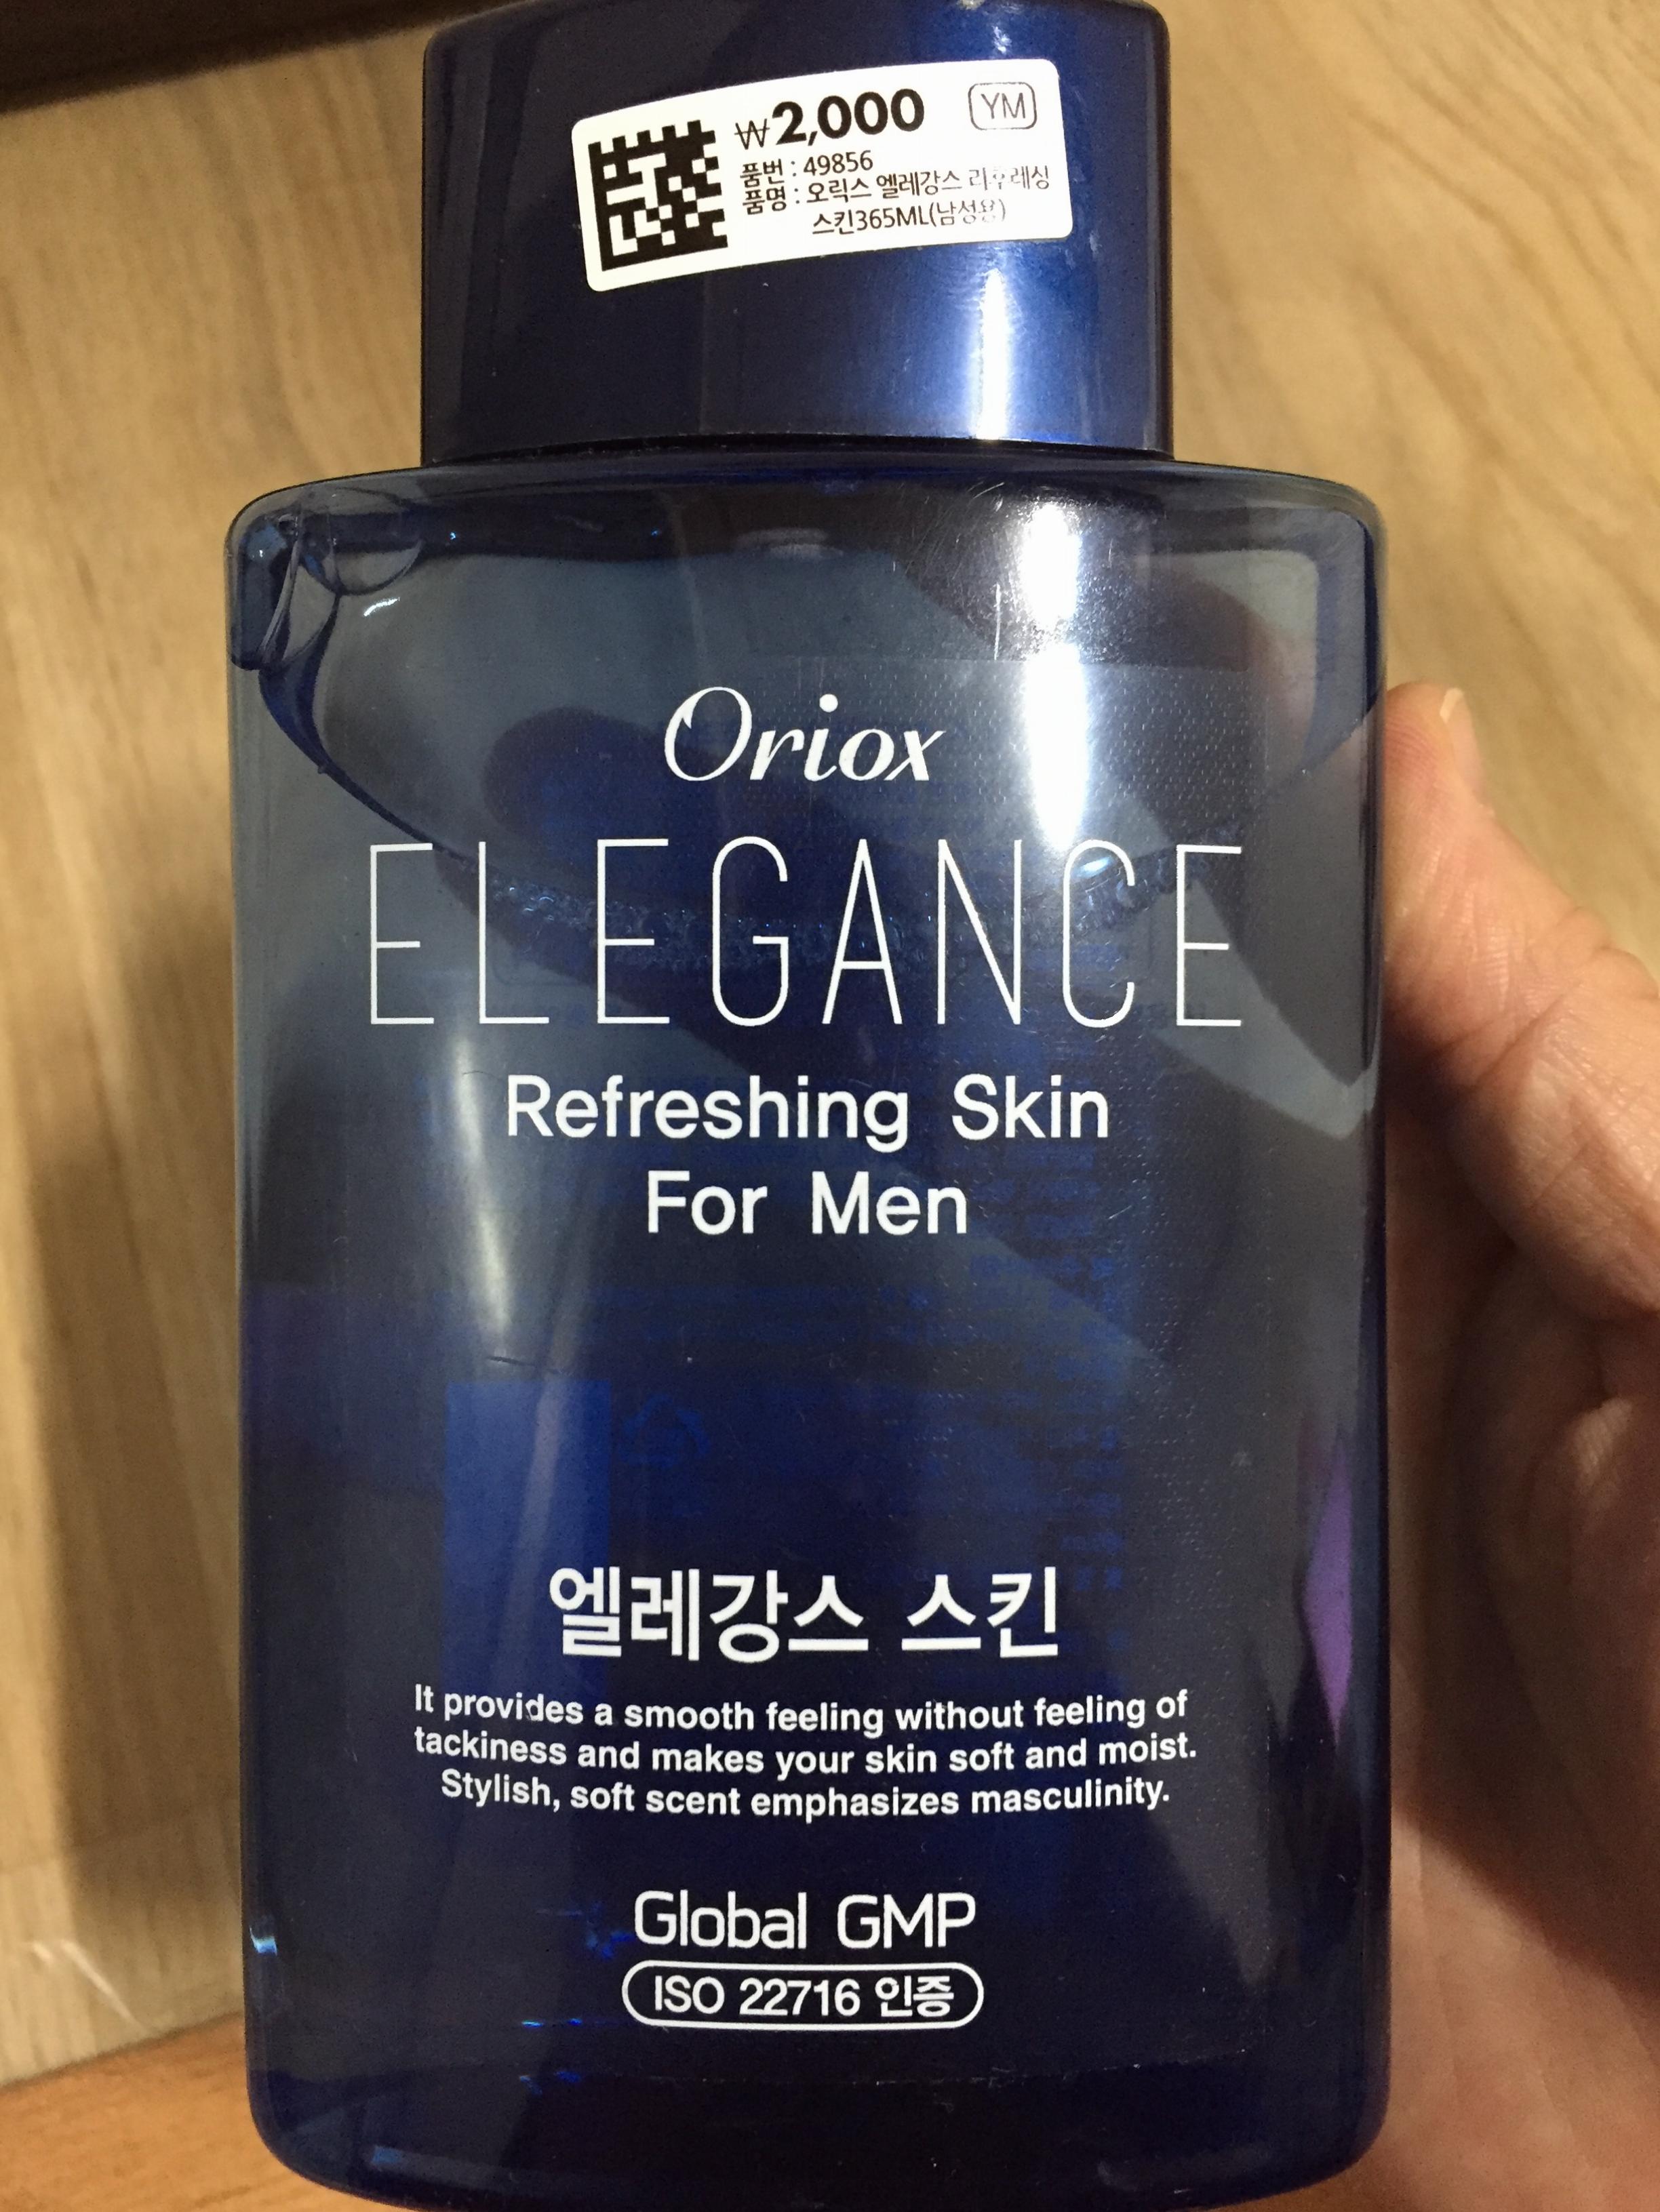 ₩2,000 YM
품번 : 49856
품명 : 오릭스 엘레강스 리후레싱
스킨365ML(남성용)
Oriox
ELEGANCE
Refreshing Skin
For Men
엘레강스 스킨
It provides a smooth feeling without feeling of
tackiness and makes your skin soft and moist.
Stylish, soft scent emphasizes masculinity.
Global GMP
ISO 22716 인증